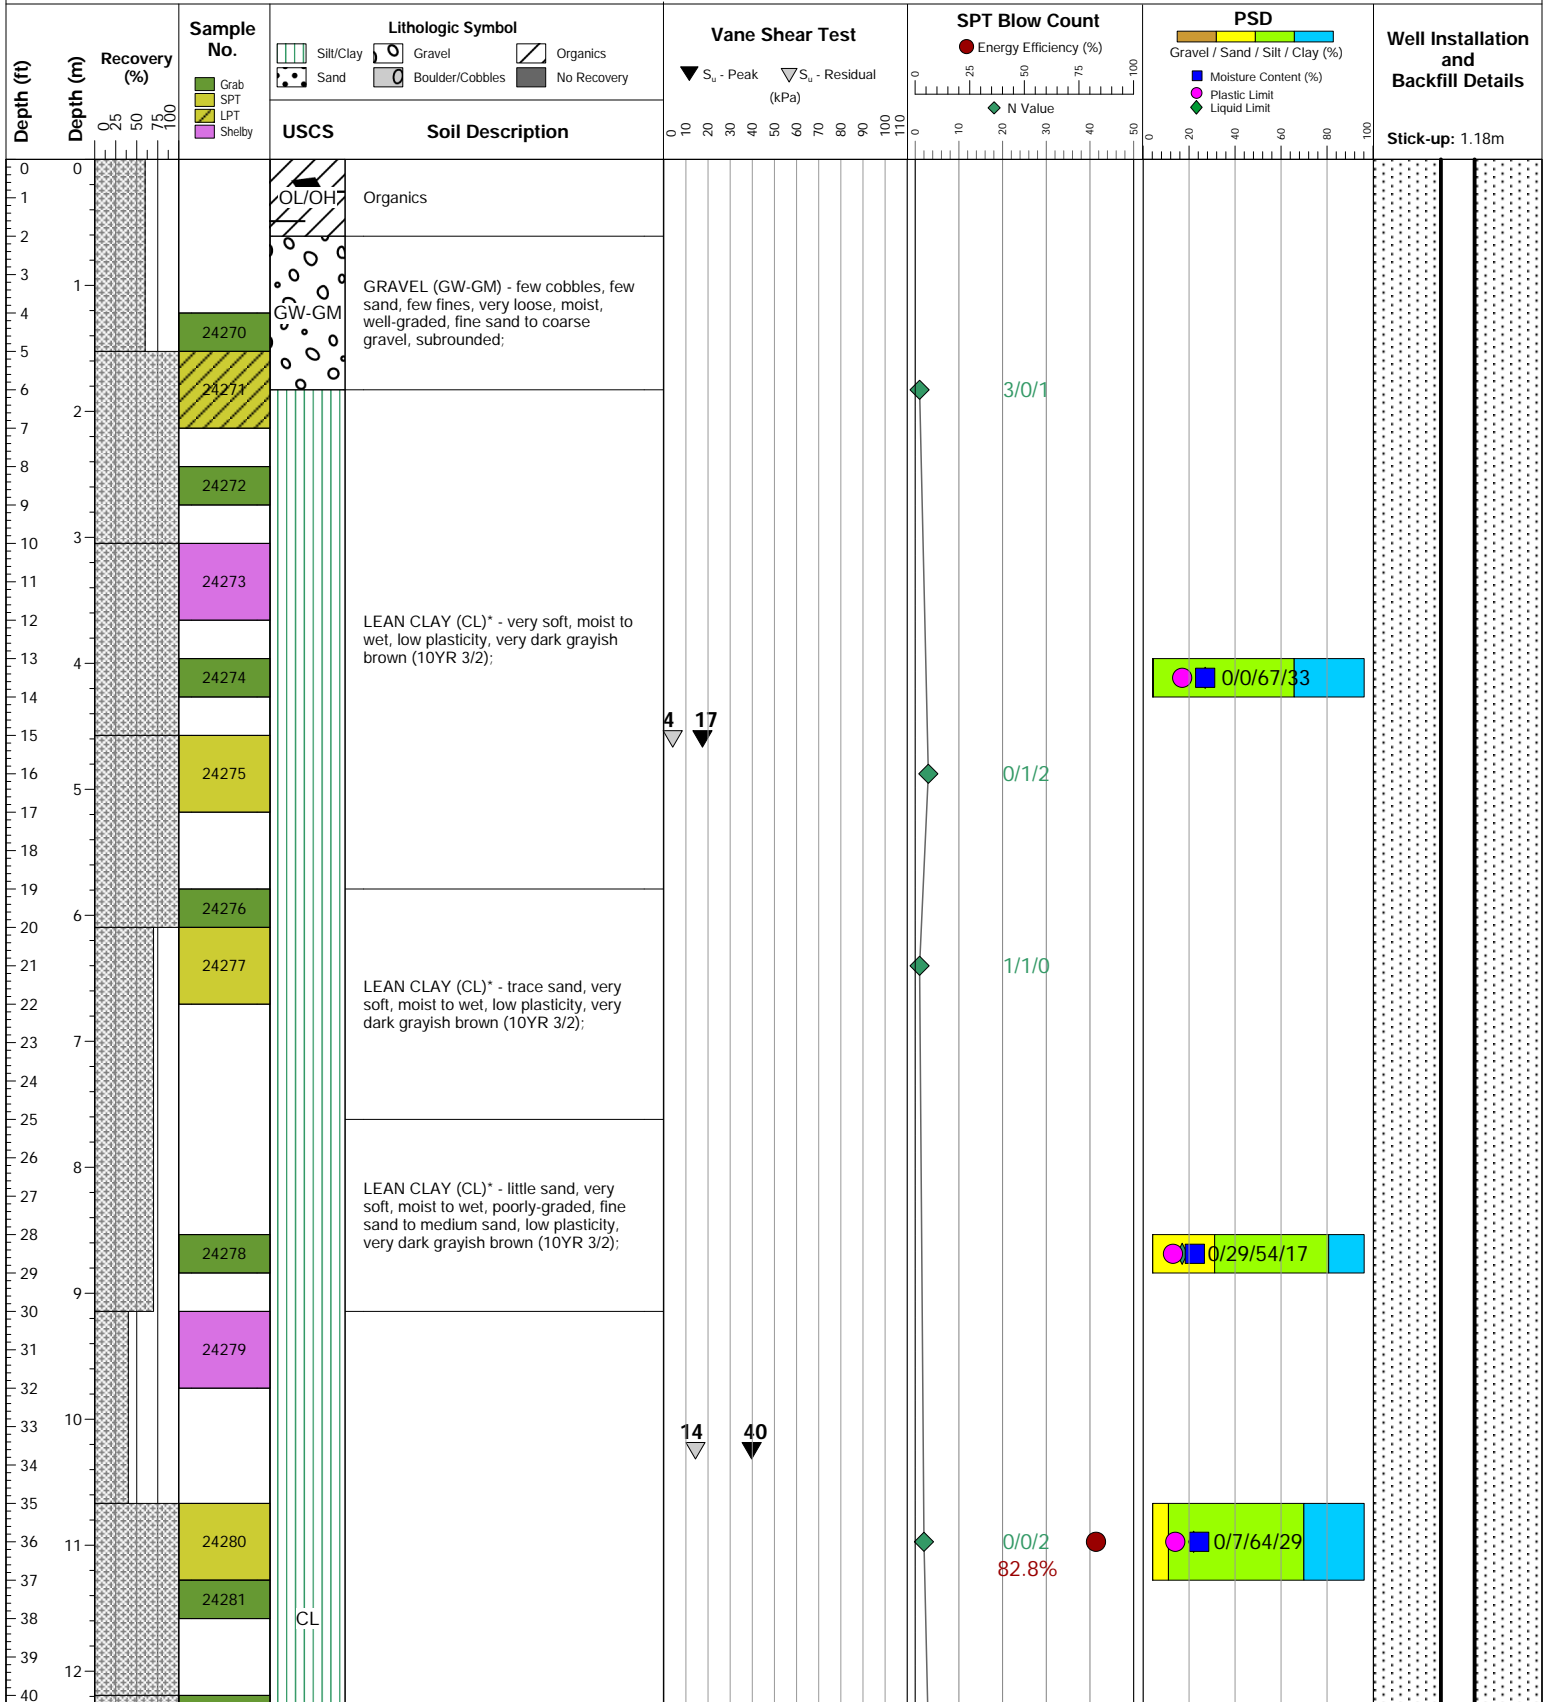 Depth (ft)
Depth (m)
Recovery
(%)
0 25 50 75 100
Sample
No.
Grab
SPT
LPT
Shelby
Lithologic Symbol
Silt/Clay Gravel Organics
Sand Boulder/Cobbles No Recovery
USCS Soil Description
Vane Shear Test
Su - Peak Su - Residual
(kPa)
0 10 20 30 40 50 60 70 80 90 100 110
SPT Blow Count
Energy Efficiency (%)
0 25 50 75 100
N Value
0 10 20 30 40 50
PSD
Gravel / Sand / Silt / Clay (%)
Moisture Content (%)
Plastic Limit
Liquid Limit
0 20 40 60 80 100
Well Installation
and
Backfill Details
Stick-up: 1.18m
0 0
1
2
3
1
4
5
6
2
7
8
9
3
10
11
12
13
4
14
15
16
5
17
18
19
6
20
21
22
7
23
24
25
26
8
27
28
29
9
30
31
32
10
33
34
35
36
11
37
38
39
12
40
24270
24271
24272
24273
24274
24275
24276
24277
24278
24279
24280
24281
OL/OH
GW-GM
CL
Organics
GRAVEL (GW-GM) - few cobbles, few
sand, few fines, very loose, moist,
well-graded, fine sand to coarse
gravel, subrounded;
LEAN CLAY (CL)* - very soft, moist to
wet, low plasticity, very dark grayish
brown (10YR 3/2);
LEAN CLAY (CL)* - trace sand, very
soft, moist to wet, low plasticity, very
dark grayish brown (10YR 3/2);
LEAN CLAY (CL)* - little sand, very
soft, moist to wet, poorly-graded, fine
sand to medium sand, low plasticity,
very dark grayish brown (10YR 3/2);
4 17
14 40
3/0/1
0/1/2
1/1/0
0/0/2
82.8%
0/0/67/33
0/29/54/17
0/7/64/29